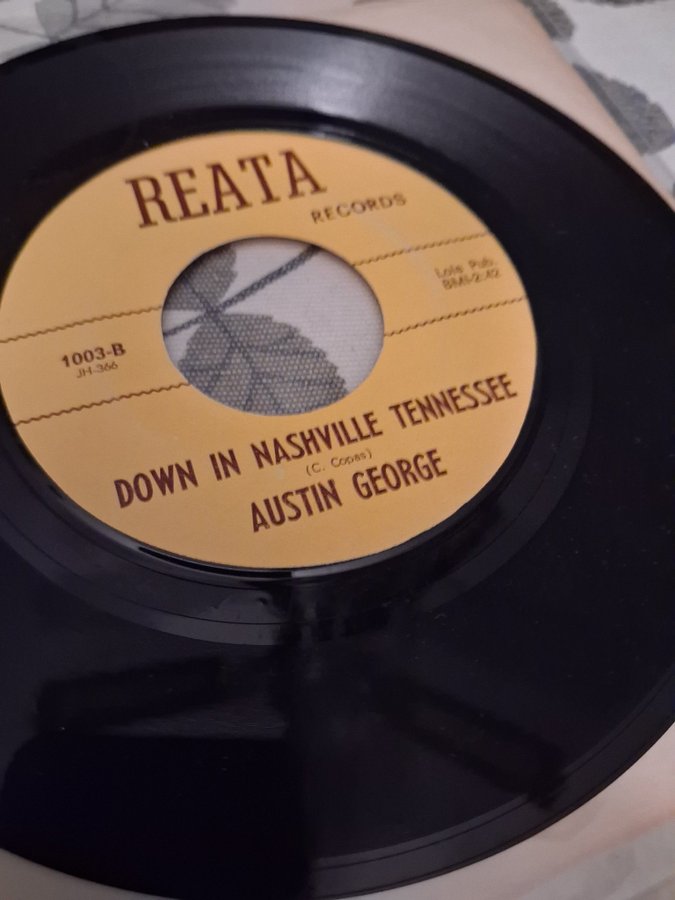 REATA
RECORDS
Lois Pub.
BMI-2:42
1003-B
JH-366
DOWN IN NASHVILLE TENNESSEE
(C. Copas)
AUSTIN GEORGE